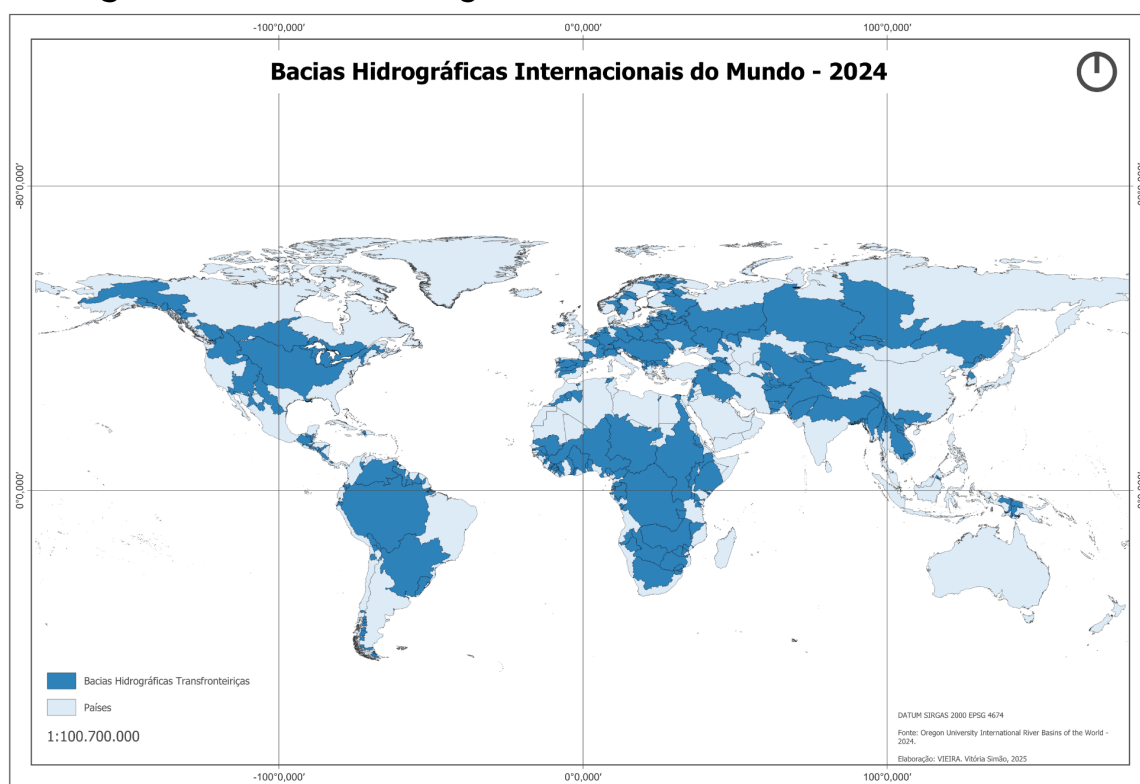 -100°0,000' 0°0,000' 100°0,000'
Bacias Hidrográficas Internacionais do Mundo - 2024
-80°0,000'
0°0,000'
Bacias Hidrográficas Transfronteiriças
Países
1:100.700.000
DATUM SIRGAS 2000 EPSG 4674
Fonte: Oregon University International River Basins of the World -
2024.
Elaboração: VIEIRA. Vitória Simão, 2025
-100°0,000' 0°0,000' 100°0,000'